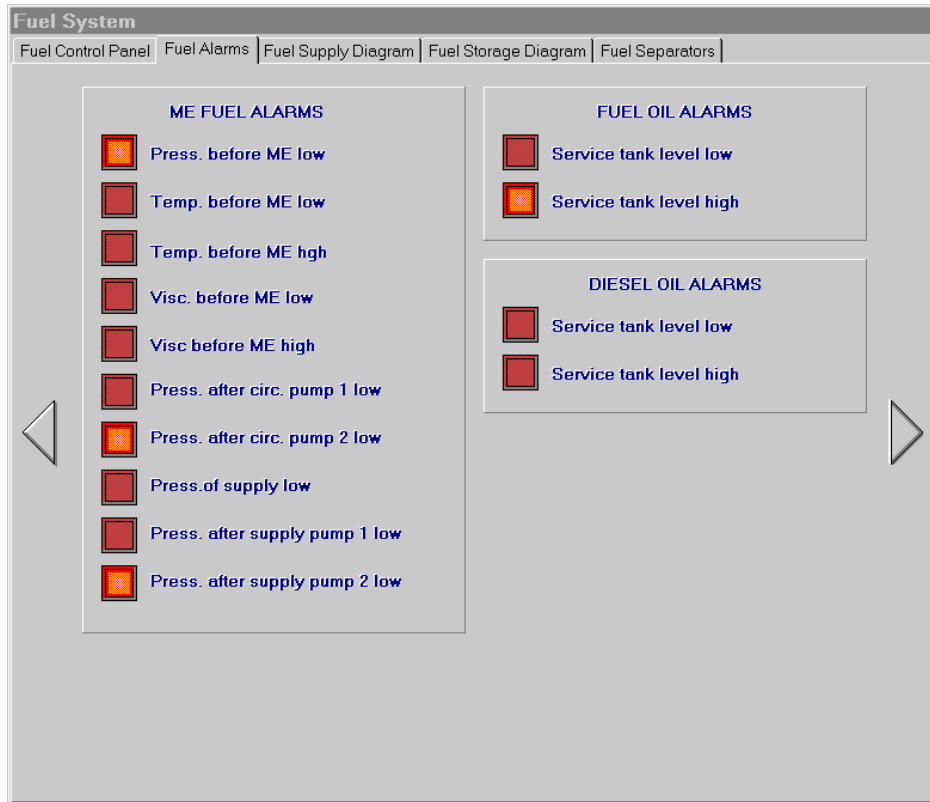 Fuel System
Fuel Control Panel
Fuel Alarms
Fuel Supply Diagram
Fuel Storage Diagram
Fuel Separators
ME FUEL ALARMS
Press. before ME low
Temp. before ME low
Temp. before ME hgh
Visc. before ME low
Visc before ME high
Press. after circ. pump 1 low
Press. after circ. pump 2 low
Press.of supply low
Press. after supply pump 1 low
Press. after supply pump 2 low
FUEL OIL ALARMS
Service tank level low
Service tank level high
DIESEL OIL ALARMS
Service tank level low
Service tank level high